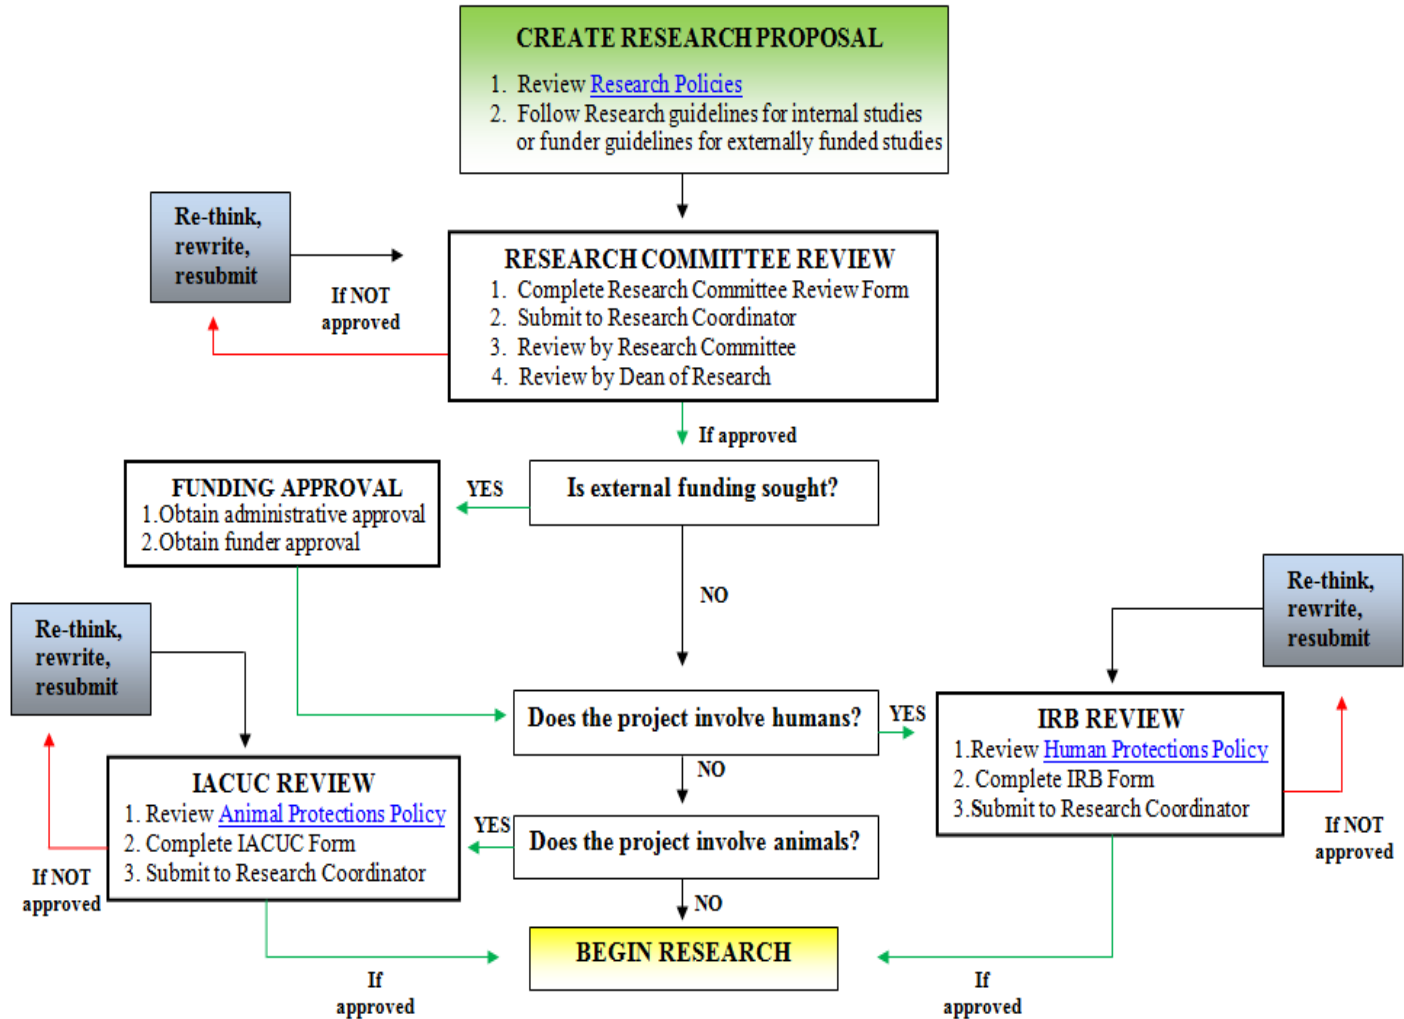 CREATE RESEARCH PROPOSAL
1. Review Research Policies
2. Follow Research guidelines for internal studies
or funder guidelines for externally funded studies
Re-think,
rewrite,
resubmit
If NOT
approved
RESEARCH COMMITTEE REVIEW
1. Complete Research Committee Review Form
2. Submit to Research Coordinator
3. Review by Research Committee
4. Review by Dean of Research
If approved
Is external funding sought?
YES
FUNDING APPROVAL
1.Obtain administrative approval
2.Obtain funder approval
NO
Re-think,
rewrite,
resubmit
Re-think,
rewrite,
resubmit
Does the project involve humans?
YES
IRB REVIEW
1.Review Human Protections Policy
2. Complete IRB Form
3.Submit to Research Coordinator
If NOT
approved
NO
IACUC REVIEW
1. Review Animal Protections Policy
2. Complete IACUC Form
3. Submit to Research Coordinator
YES
Does the project involve animals?
If NOT
approved
NO
BEGIN RESEARCH
If
approved
If
approved